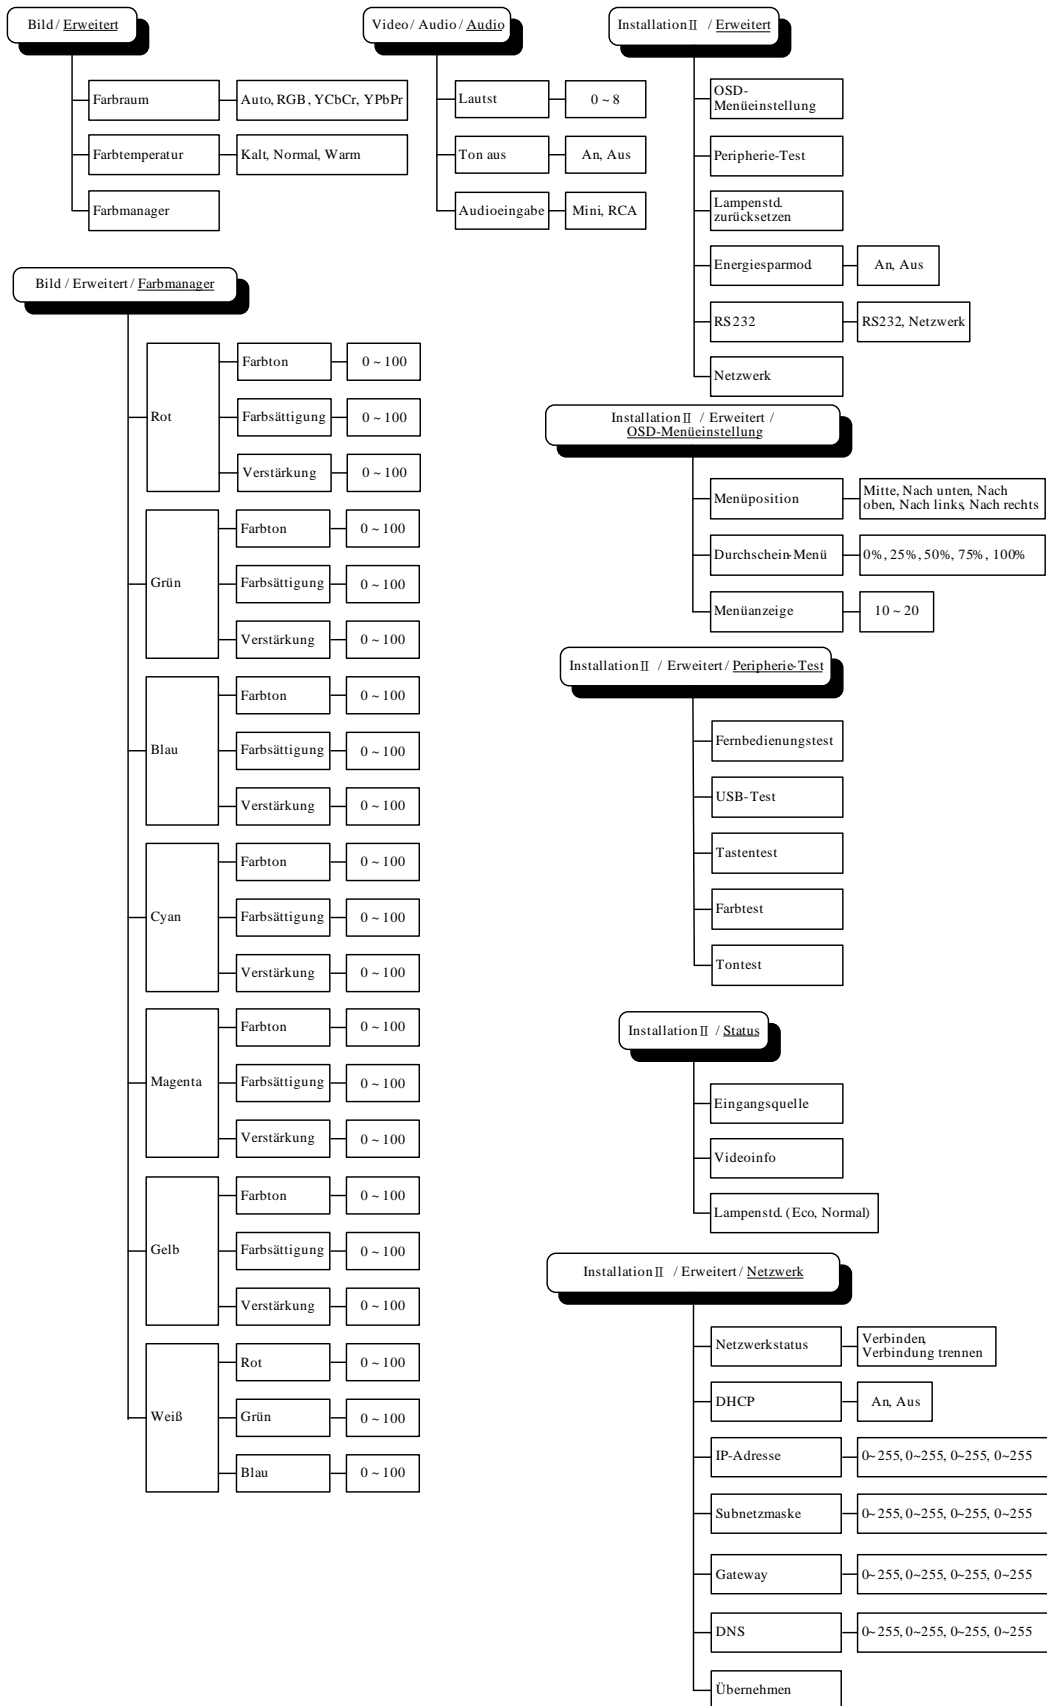 Bild / Erweitert
Farbraum
Auto, RGB, YCbCr, YPbPr
Farbtemperatur
Kalt, Normal, Warm
Farbmanager
Video / Audio / Audio
Lautst
0 ~ 8
Ton aus
An, Aus
Audioeingabe
Mini, RCA
Installation II / Erweitert
OSD-
Menüeinstellung
Peripherie-Test
Lampenstd.
zurücksetzen
Energiesparmod.
An, Aus
RS232
RS232, Netzwerk
Netzwerk
Bild / Erweitert / Farbmanager
Rot
Farbton
0 ~ 100
Farbsättigung
0 ~ 100
Verstärkung
0 ~ 100
Grün
Farbton
0 ~ 100
Farbsättigung
0 ~ 100
Verstärkung
0 ~ 100
Blau
Farbton
0 ~ 100
Farbsättigung
0 ~ 100
Verstärkung
0 ~ 100
Cyan
Farbton
0 ~ 100
Farbsättigung
0 ~ 100
Verstärkung
0 ~ 100
Magenta
Farbton
0 ~ 100
Farbsättigung
0 ~ 100
Verstärkung
0 ~ 100
Gelb
Farbton
0 ~ 100
Farbsättigung
0 ~ 100
Verstärkung
0 ~ 100
Weiß
Rot
0 ~ 100
Grün
0 ~ 100
Blau
0 ~ 100
Installation II / Erweitert /
OSD-Menüeinstellung
Menüposition
Mitte, Nach unten, Nach
oben, Nach links, Nach rechts
Durchschein-Menü
0%, 25%, 50%, 75%, 100%
Menüanzeige
10 ~ 20
Installation II / Erweitert / Peripherie-Test
Fernbedienungstest
USB-Test
Tastentest
Farbtest
Tontest
Installation II / Status
Eingangsquelle
Videoinfo
Lampenstd. (Eco, Normal)
Installation II / Erweitert / Netzwerk
Netzwerkstatus
Verbinden,
Verbindung trennen
DHCP
An, Aus
IP-Adresse
0~255, 0~255, 0~255, 0~255
Subnetzmaske
0~255, 0~255, 0~255, 0~255
Gateway
0~255, 0~255, 0~255, 0~255
DNS
0~255, 0~255, 0~255, 0~255
Übernehmen